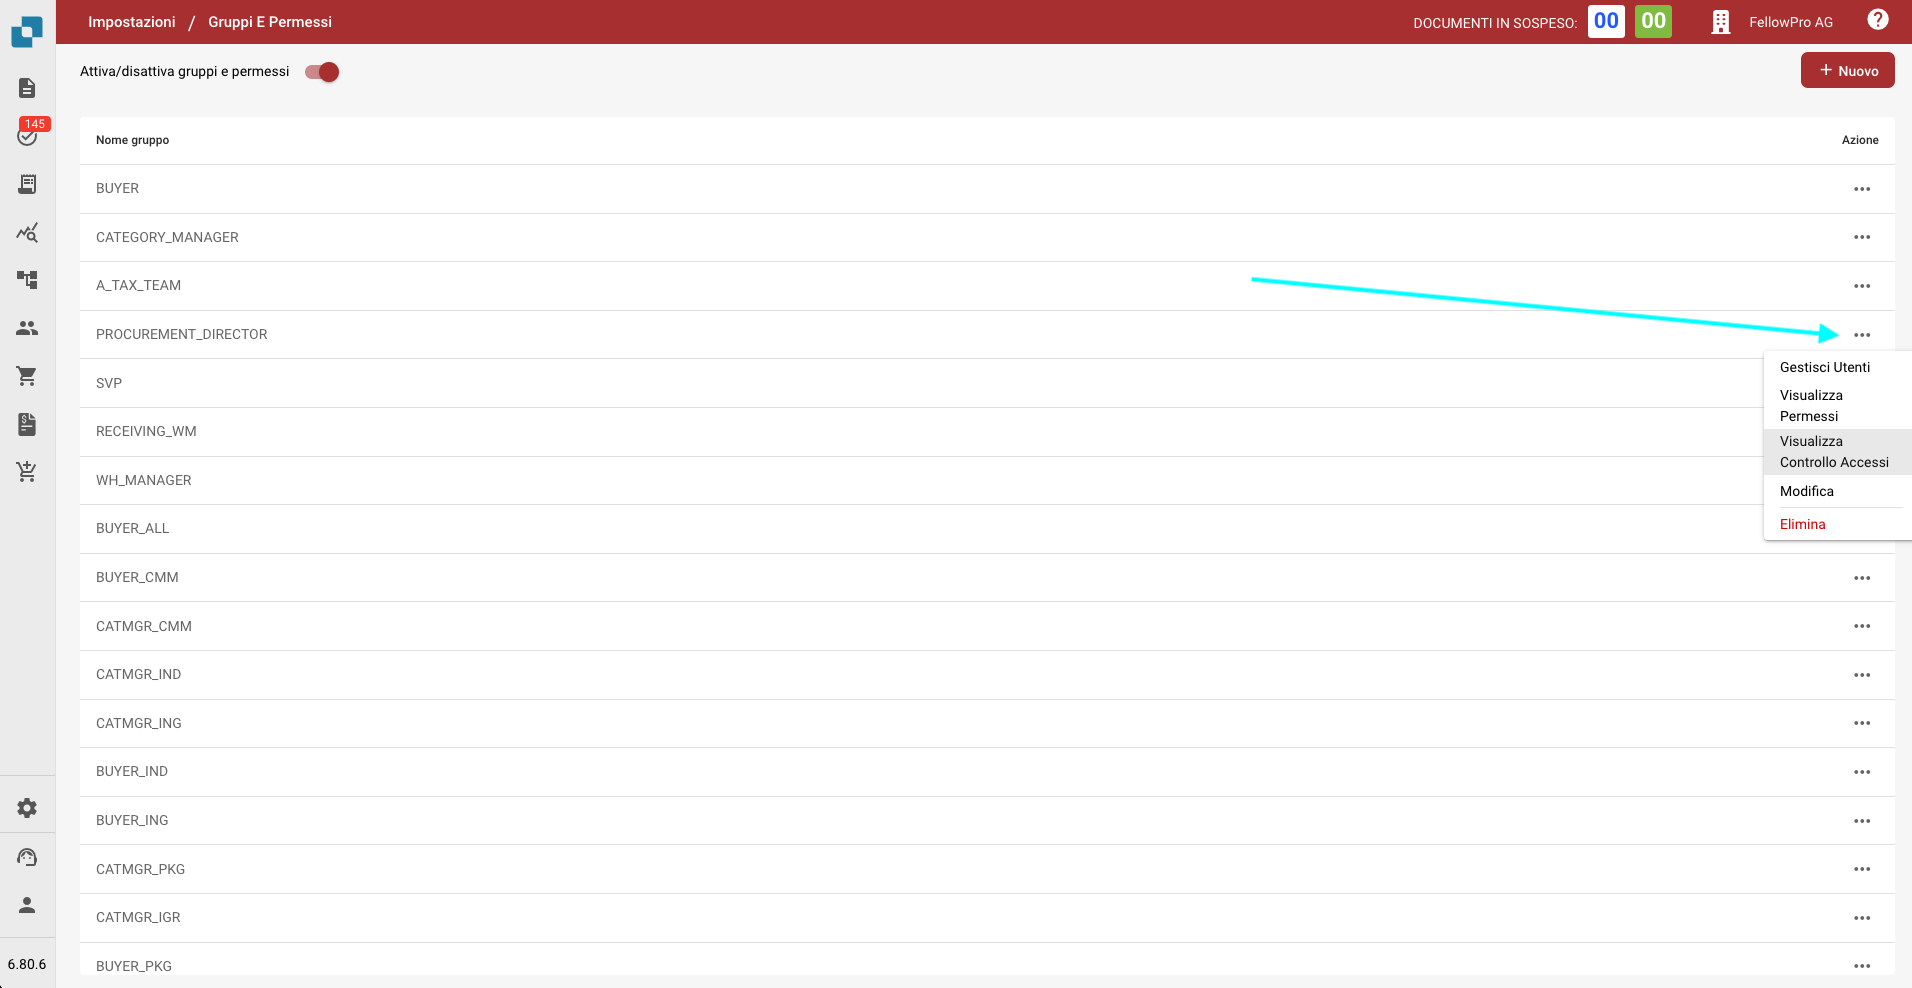 Impostazioni / Gruppi E Permessi
DOCUMENTI IN SOSPESO: 00 00 FellowPro AG
Attiva/disattiva gruppi e permessi
+ Nuovo
145
Nome gruppo Azione
BUYER
CATEGORY_MANAGER
A_TAX_TEAM
PROCUREMENT_DIRECTOR
Gestisci Utenti
Visualizza
Permessi
Visualizza
Controllo Accessi
Modifica
Elimina
SVP
RECEIVING_WM
WH_MANAGER
BUYER_ALL
BUYER_CMM
CATMGR_CMM
CATMGR_IND
CATMGR_ING
BUYER_IND
BUYER_ING
CATMGR_PKG
CATMGR_IGR
BUYER_PKG
6.80.6